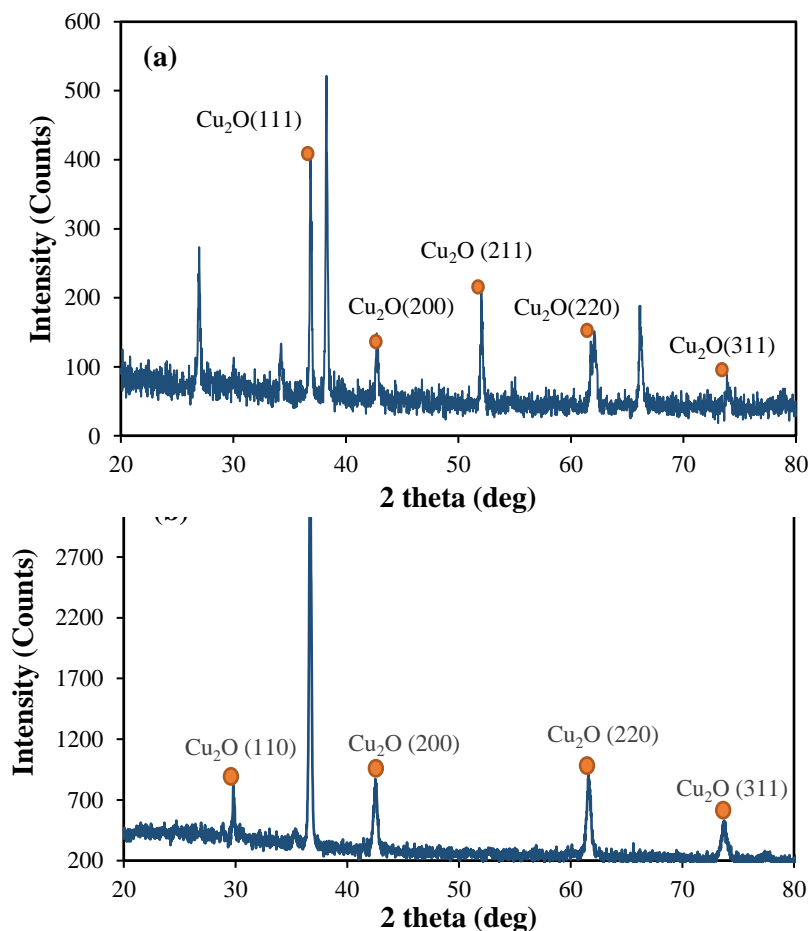 600
(a)
500
Cu₂O(111)
400
300
Cu₂O (211)
200
Cu₂O(200)
Cu₂O(220)
Cu₂O(311)
100
0
20 30 40 50 60 70 80
2 theta (deg)
Intensity (Counts)
(b)
2700
2200
1700
1200
Cu₂O (110)
Cu₂O (200)
Cu₂O (220)
Cu₂O (311)
700
200
20 30 40 50 60 70 80
2 theta (deg)
Intensity (Counts)